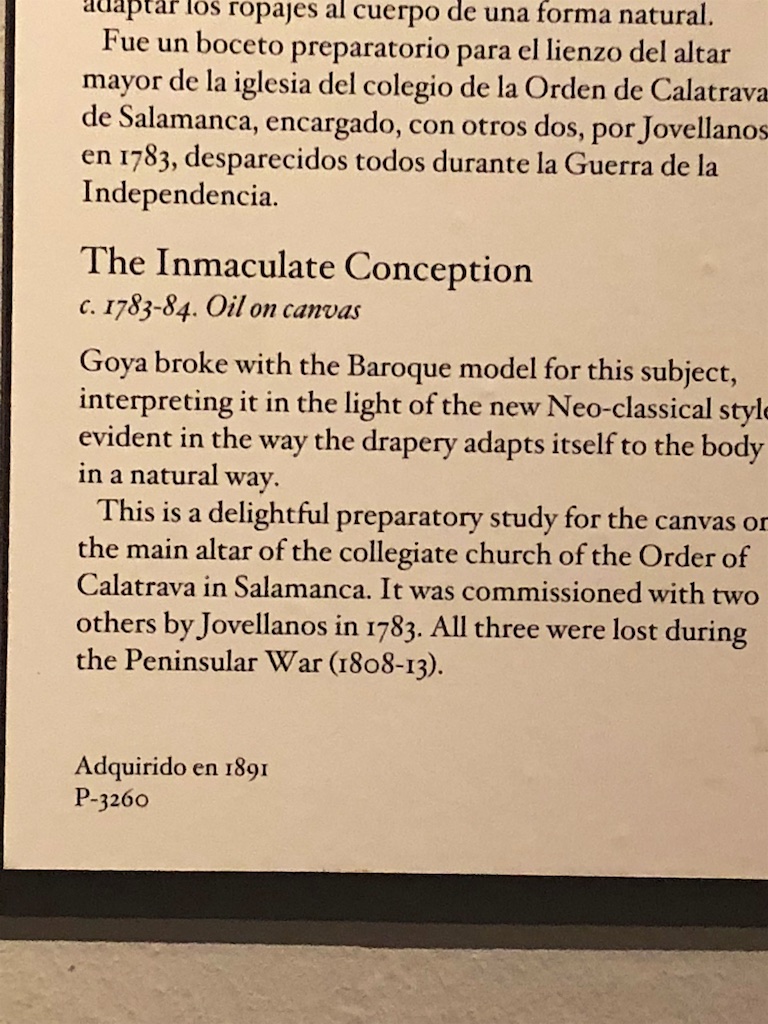 adaptar los ropajes al cuerpo de una forma natural.
Fue un boceto preparatorio para el lienzo del altar
mayor de la iglesia del colegio de la Orden de Calatrava
de Salamanca, encargado, con otros dos, por Jovellanos
en 1783, desparecidos todos durante la Guerra de la
Independencia.
The Inmaculate Conception
c. 1783-84. Oil on canvas
Goya broke with the Baroque model for this subject,
interpreting it in the light of the new Neo-classical style
evident in the way the drapery adapts itself to the body
in a natural way.
This is a delightful preparatory study for the canvas on
the main altar of the collegiate church of the Order of
Calatrava in Salamanca. It was commissioned with two
others by Jovellanos in 1783. All three were lost during
the Peninsular War (1808-13).
Adquirido en 1891
P-3260